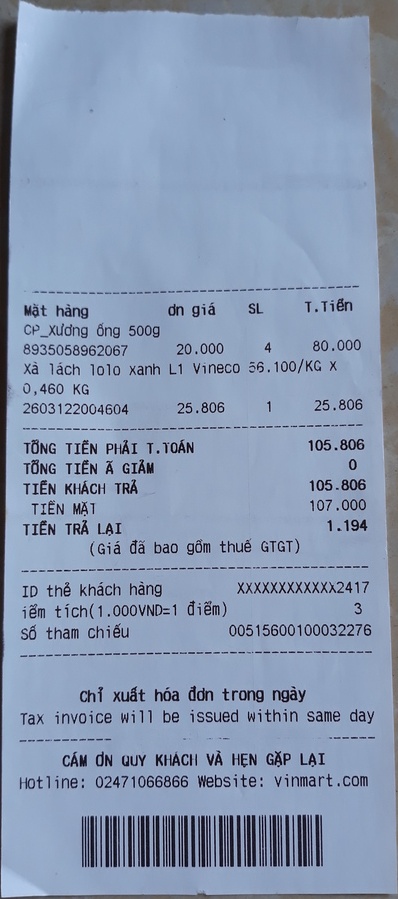 Mặt hàng ơn giá SL T.Tiền
CP_Xương ống 500g
8935058962067 20.000 4 80.000
Xà lách lolo xanh L1 Vineco 56.100/KG X
0,460 KG
2603122004604 25.806 1 25.806
TỔNG TIỀN PHẢI T.TOÁN 105.806
TỔNG TIỀN Ã GIẢM 0
TIỀN KHÁCH TRẢ 105.806
TIỀN MẶT 107.000
TIỀN TRẢ LẠI 1.194
(Giá đã bao gồm thuế GTGT)
ID thẻ khách hàng XXXXXXXXXXXX2417
iểm tích(1.000VND=1 điểm) 3
Số tham chiếu 00515600100032276
Chỉ xuất hóa đơn trong ngày
Tax invoice will be issued within same day
CÁM ƠN QUÝ KHÁCH VÀ HẸN GẶP LẠI
Hotline: 02471066866 Website: vinmart.com